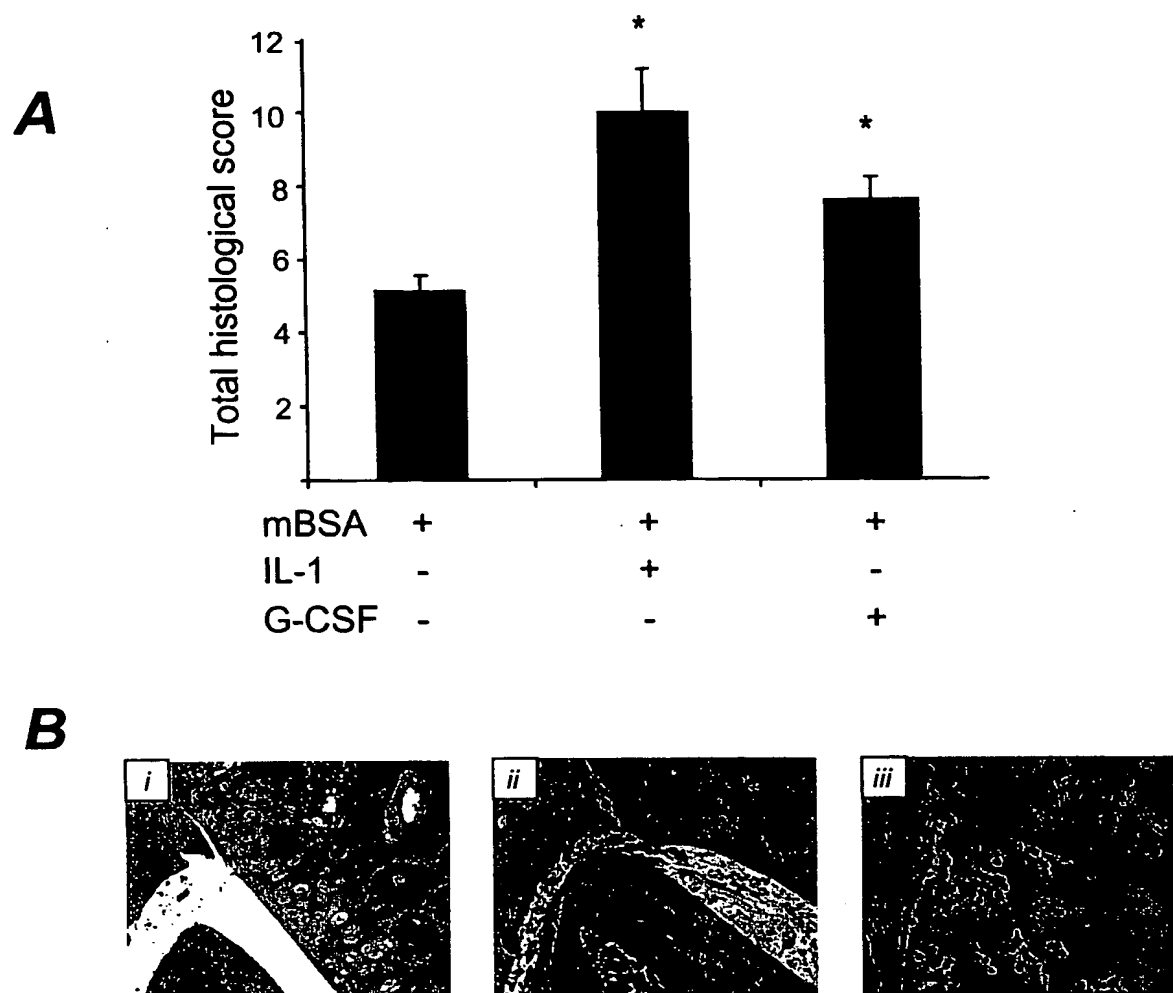 A
Total histological score
*
*
12
10
8
6
4
2
mBSA + + +
IL-1 - + -
G-CSF - - +
B
i
ii
iii